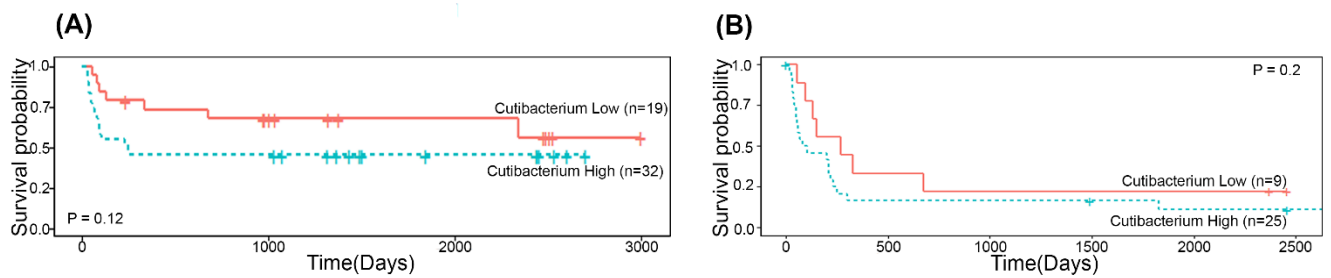 (A)
Survival probability
1.0
0.7
0.5
0.2
0.0
Cutibacterium Low (n=19)
Cutibacterium High (n=32)
P = 0.12
0
1000
2000
3000
Time(Days)
(B)
Survival probability
1.0
0.7
0.5
0.2
0.0
P = 0.2
Cutibacterium Low (n=9)
Cutibacterium High (n=25)
0
500
1000
1500
2000
2500
Time(Days)